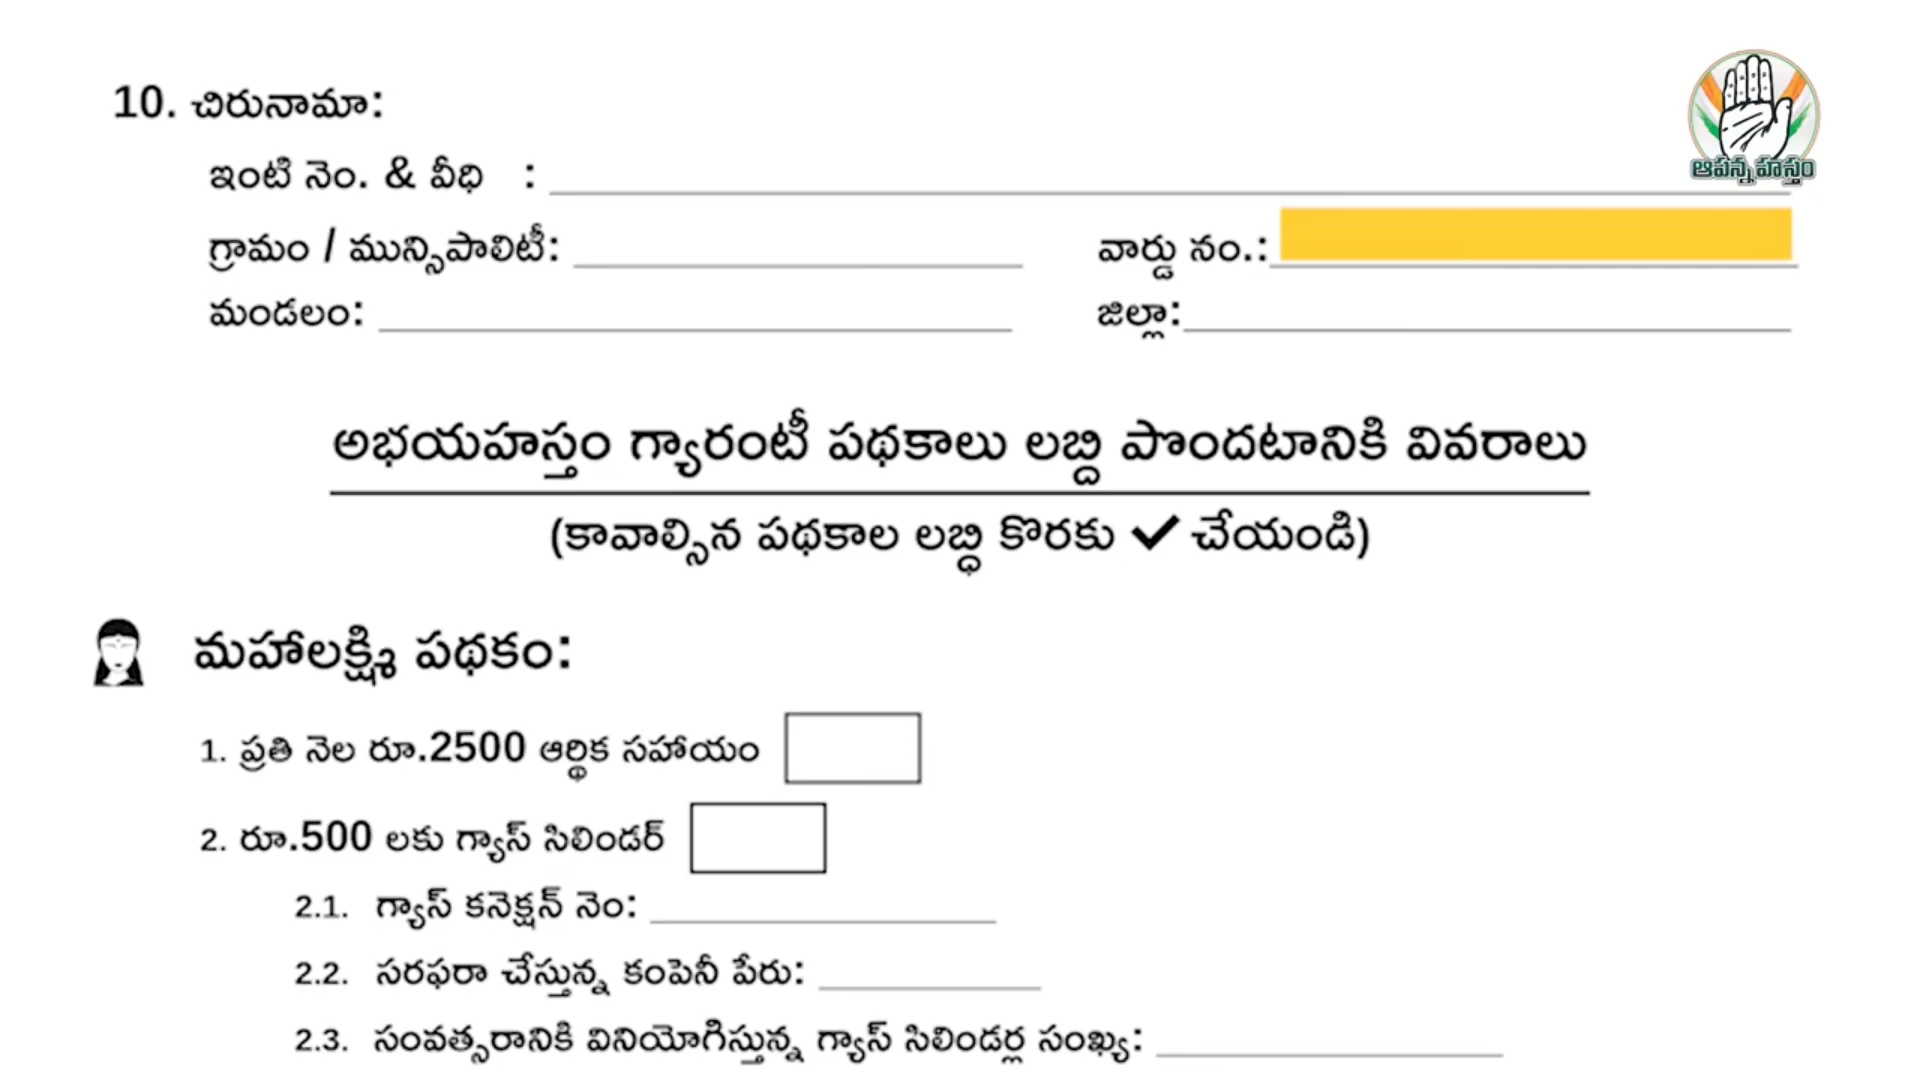 10. చిరునామా:
ఆపన్న హస్తం
ఇంటి నెం. & వీధి :
గ్రామం / మున్సిపాలిటీ: వార్డు నం.:
మండలం: జిల్లా:
అభయహస్తం గ్యారంటీ పథకాలు లబ్ది పొందటానికి వివరాలు
(కావాల్సిన పథకాల లబ్ధి కొరకు ✔ చేయండి)
మహాలక్ష్మి పథకం:
1. ప్రతి నెల రూ.2500 ఆర్థిక సహాయం
2. రూ.500 లకు గ్యాస్ సిలిండర్
2.1. గ్యాస్ కనెక్షన్ నెం:
2.2. సరఫరా చేస్తున్న కంపెనీ పేరు:
2.3. సంవత్సరానికి వినియోగిస్తున్న గ్యాస్ సిలిండర్ల సంఖ్య: